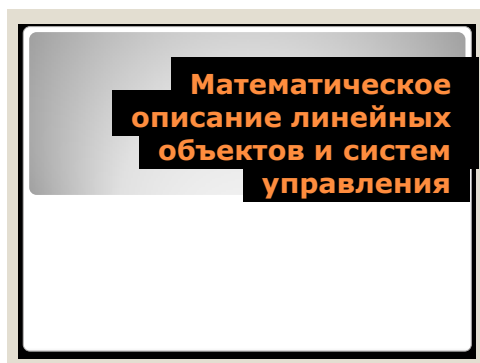 Математическое
описание линейных
объектов и систем
управления